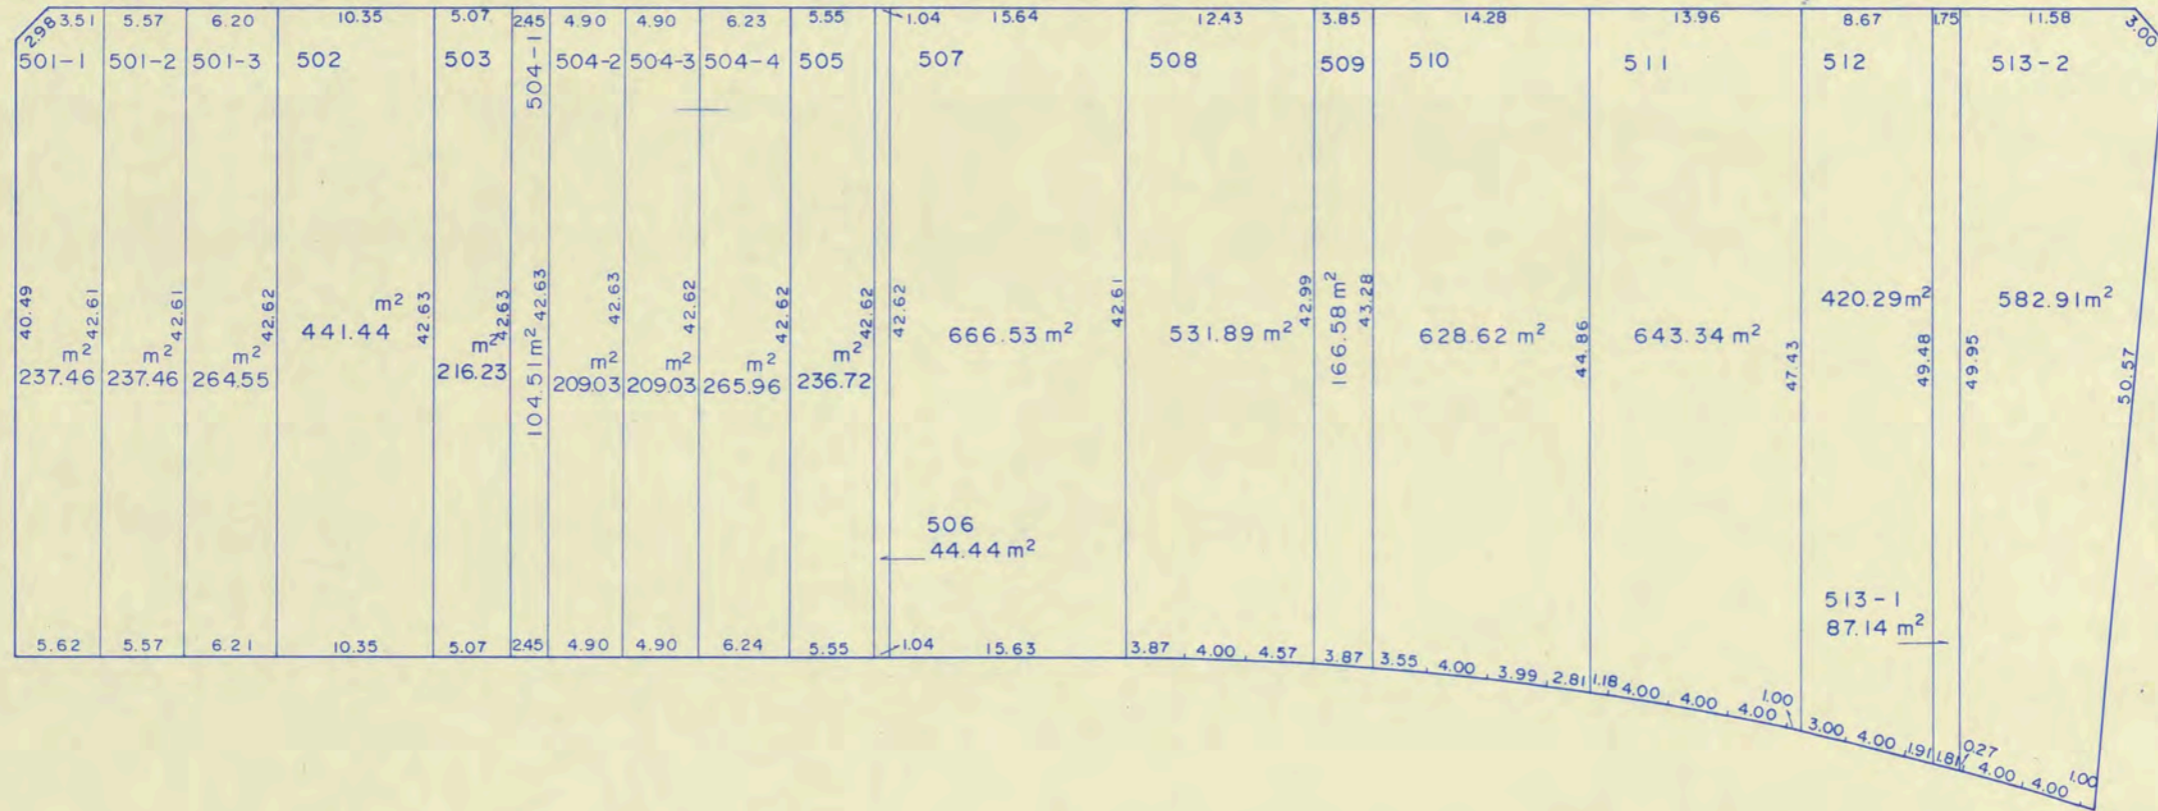 2.98 3.51 5.57 6.20 10.35 5.07 245 4.90 4.90 6.23 5.55 1.04 15.64 12.43 3.85 14.28 13.96 8.67 1.75 11.58 3.00
501-1 501-2 501-3 502 503 504-1 504-2 504-3 504-4 505 507 508 509 510 511 512 513-2
40.49 42.61 42.61 42.62 42.63 42.63 42.63 42.63 42.62 42.62 42.62 42.62 42.61 42.99 43.28 44.86 47.43 49.48 49.95 50.57
m² m² m² m² m² m² m² m² m²
237.46 237.46 264.55 441.44 216.23 104.51m² 209.03 209.03 265.96 236.72 666.53 m² 531.89 m² 166.58 m² 628.62 m² 643.34 m² 420.29m² 582.91m²
506
44.44 m²
513-1
87.14 m²
5.62 5.57 6.21 10.35 5.07 245 4.90 4.90 6.24 5.55 1.04 15.63 3.87 4.00 4.57 3.87 3.55 4.00 3.99 2.81 1.18 4.00 4.00 4.00 1.00 3.00 4.00 1.91 1.81 0.27 4.00 4.00 1.00